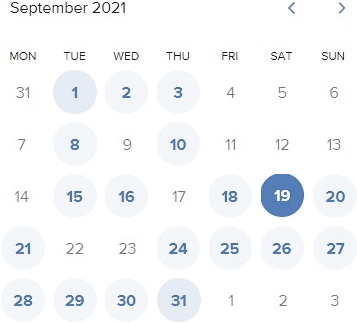 September 2021
MON TUE WED THU FRI SAT SUN
31 1 2 3 4 5 6
7 8 9 10 11 12 13
14 15 16 17 18 19 20
21 22 23 24 25 26 27
28 29 30 31 1 2 3